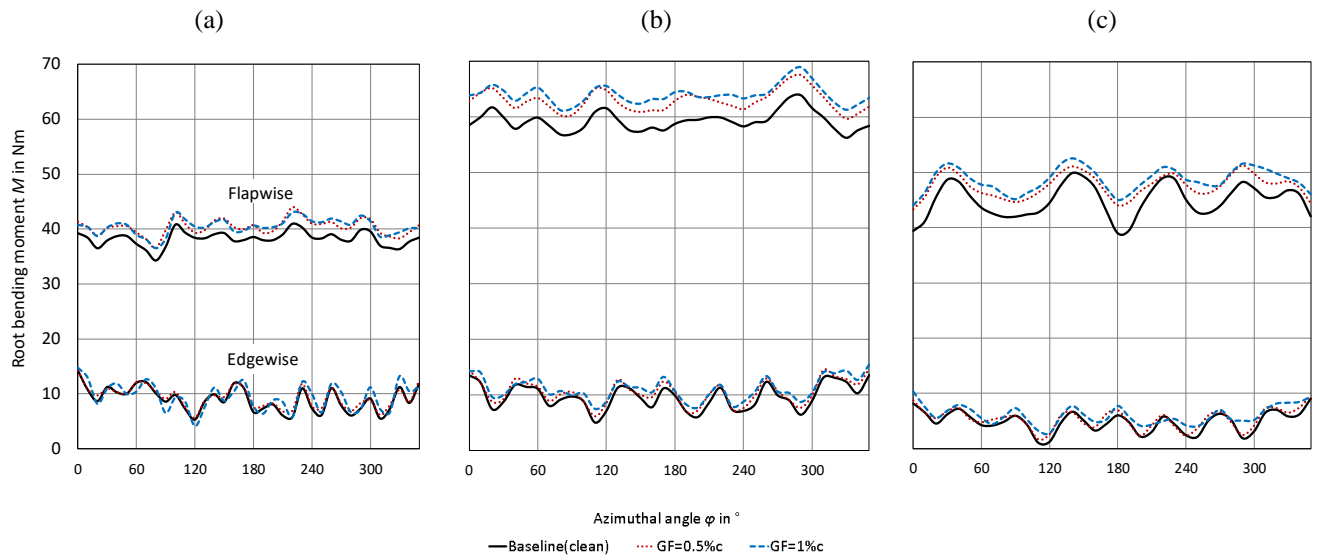 (a) (b) (c)
Root bending moment M in Nm
70
60
50
40
30
20
10
0
Flapwise
Edgewise
0 60 120 180 240 300
0 60 120 180 240 300
0 60 120 180 240 300
Azimuthal angle φ in °
Baseline(clean) GF=0.5%c GF=1%c